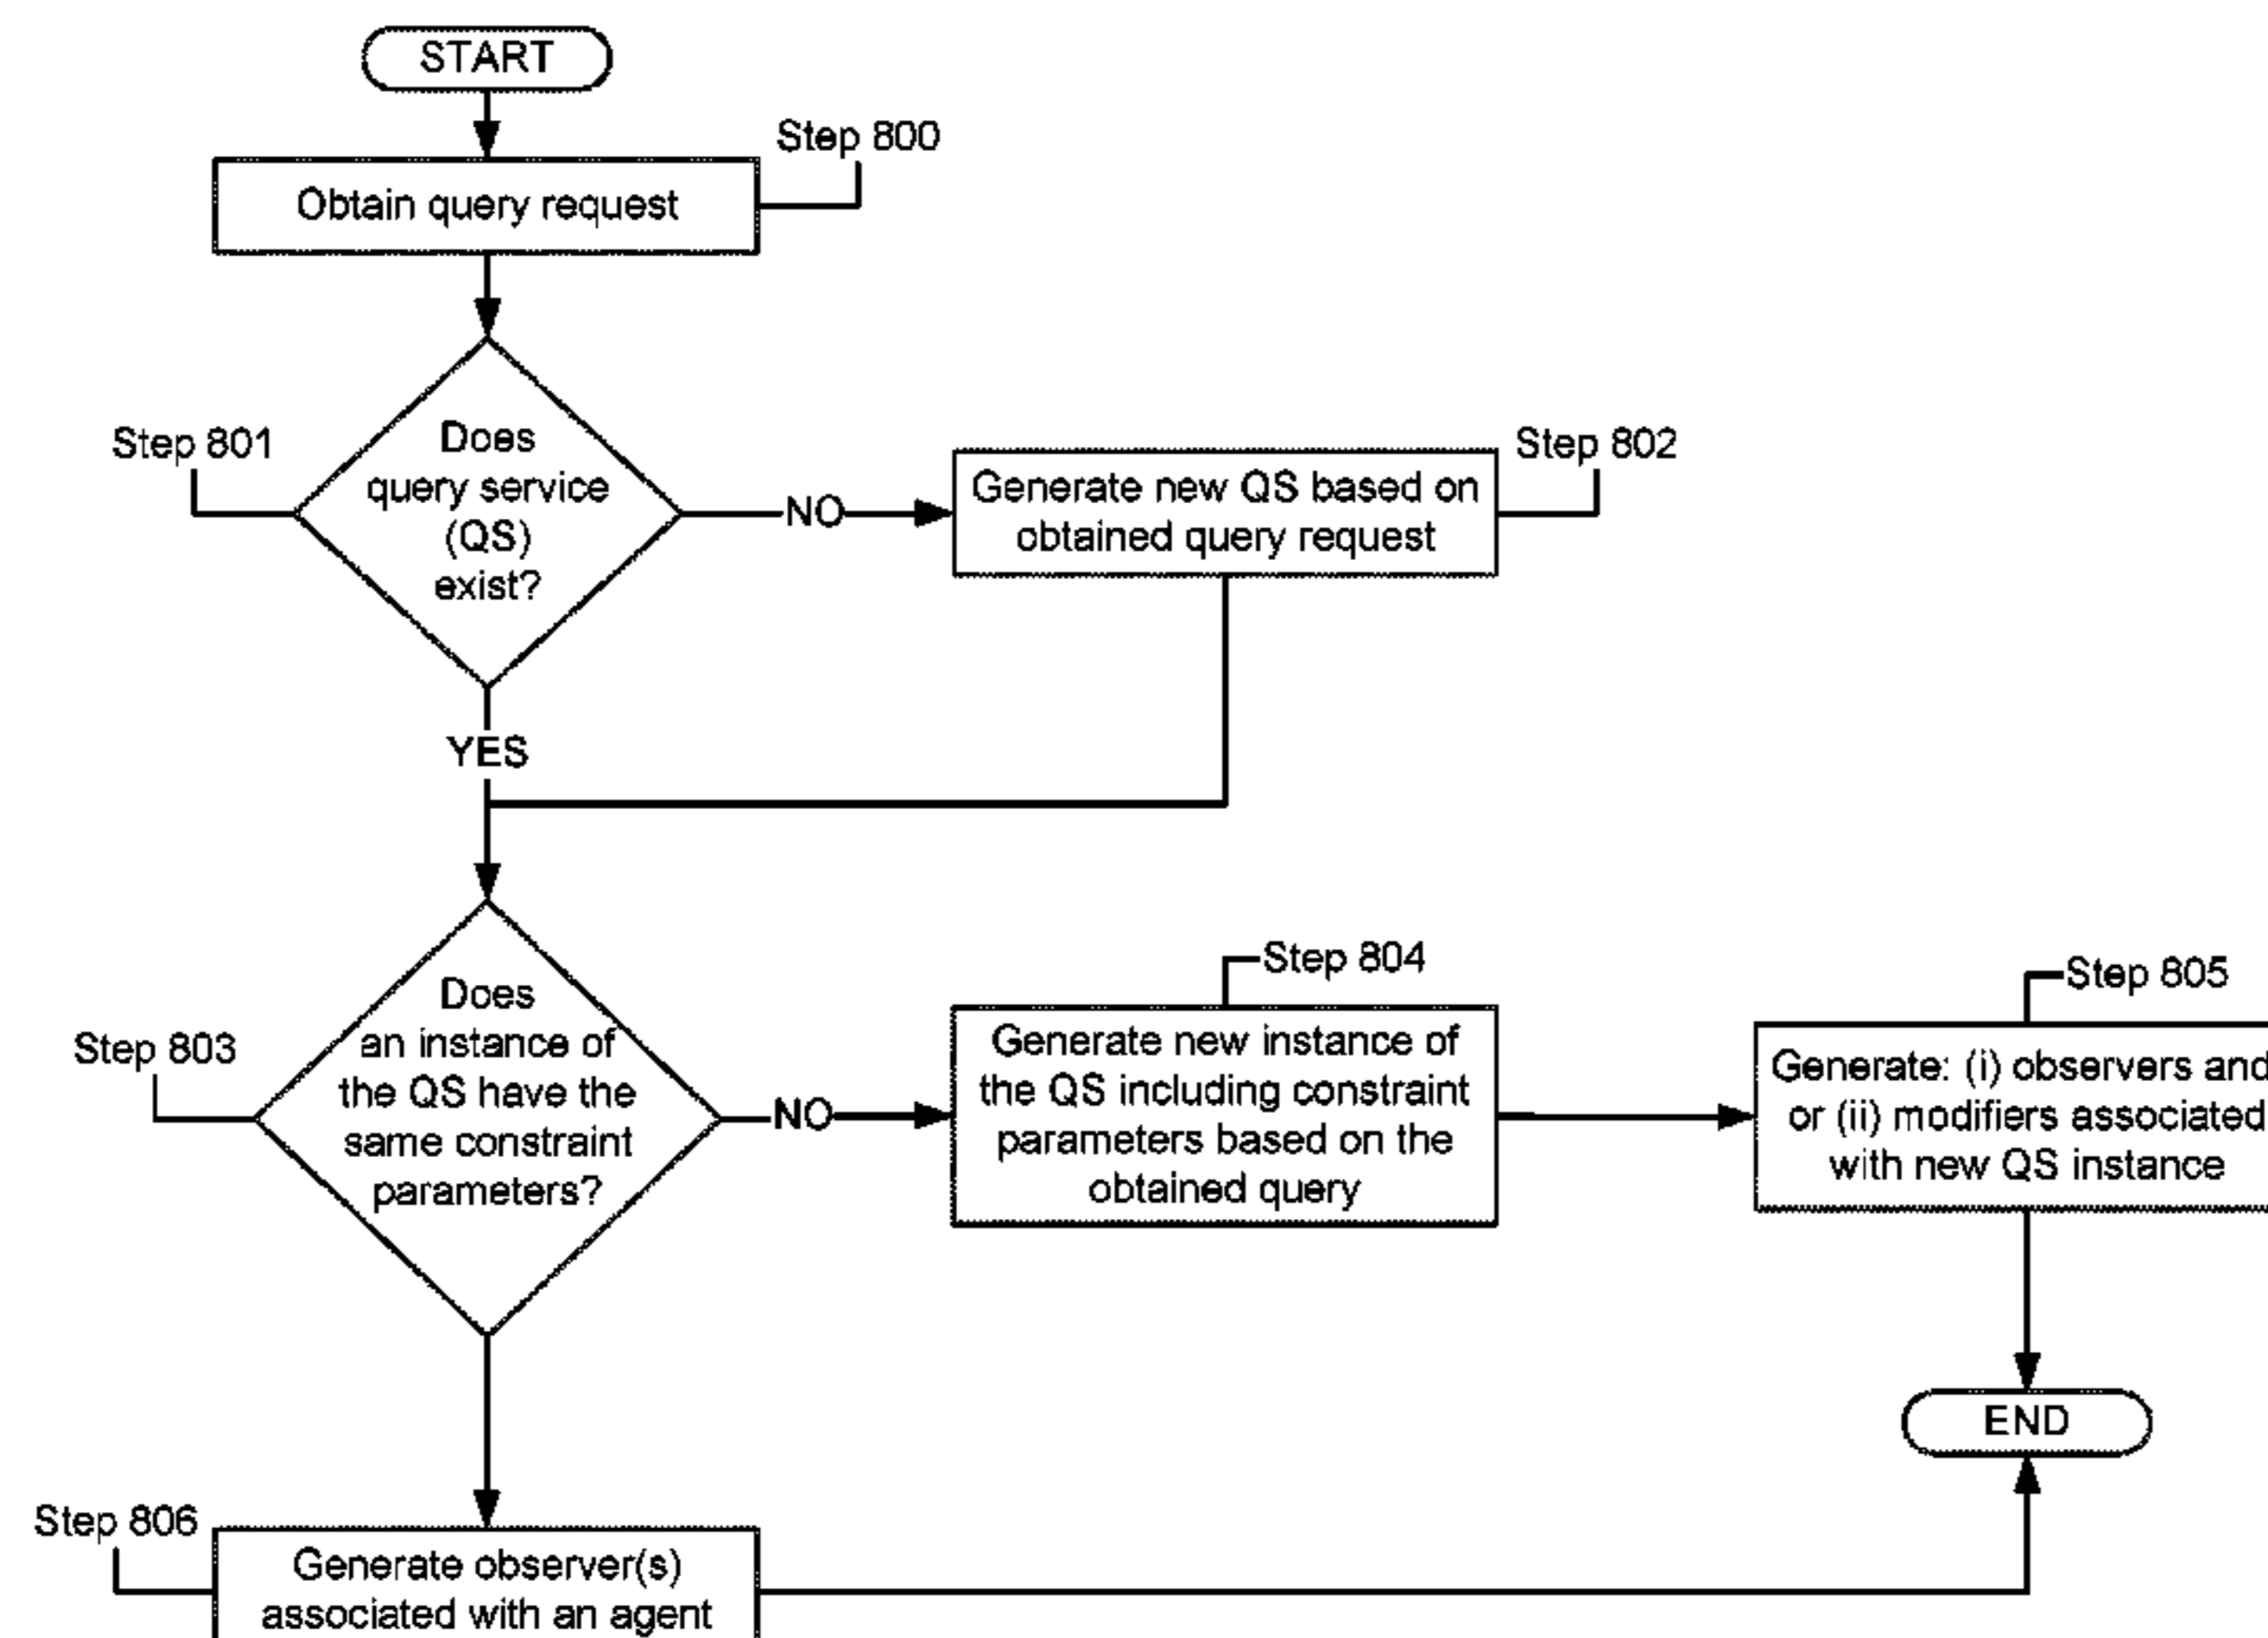 START
Step 800
Obtain query request
Step 801
Does
query service
(QS)
exist?
NO
Generate new QS based on
obtained query request
Step 802
YES
Step 803
Does
an instance of
the QS have the
same constraint
parameters?
NO
Step 804
Generate new instance of
the QS including constraint
parameters based on the
obtained query
Step 805
Generate: (i) observers and
or (ii) modifiers associated
with new QS instance
END
Step 806
Generate observer(s)
associated with an agent